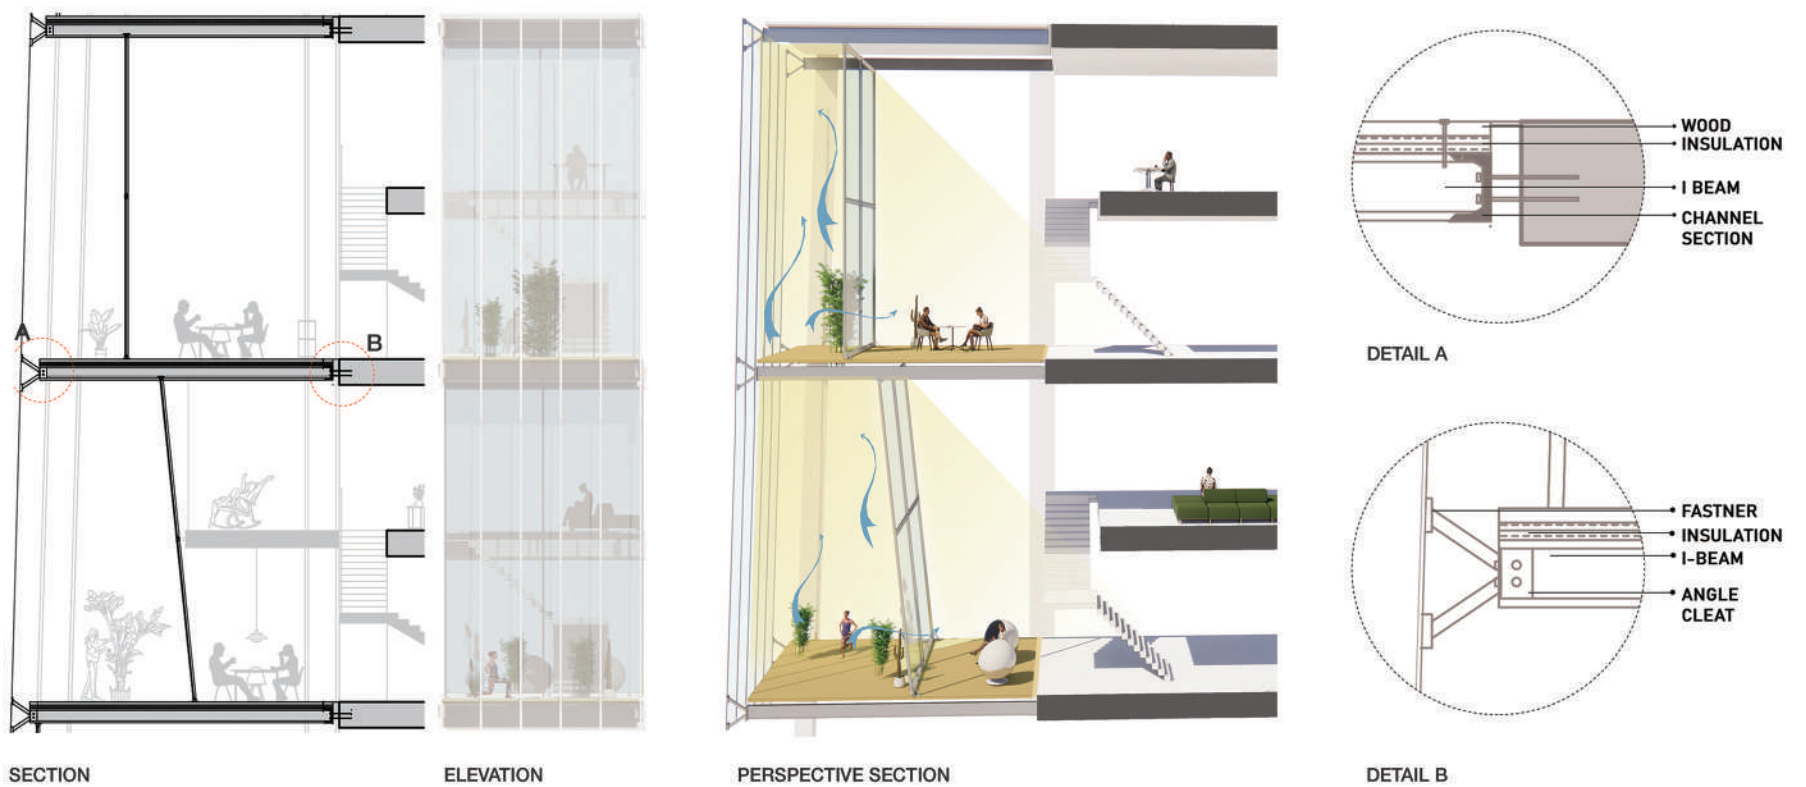 A
B
WOOD
INSULATION
I BEAM
CHANNEL
SECTION
DETAIL A
FASTNER
INSULATION
I-BEAM
ANGLE
CLEAT
SECTION
ELEVATION
PERSPECTIVE SECTION
DETAIL B